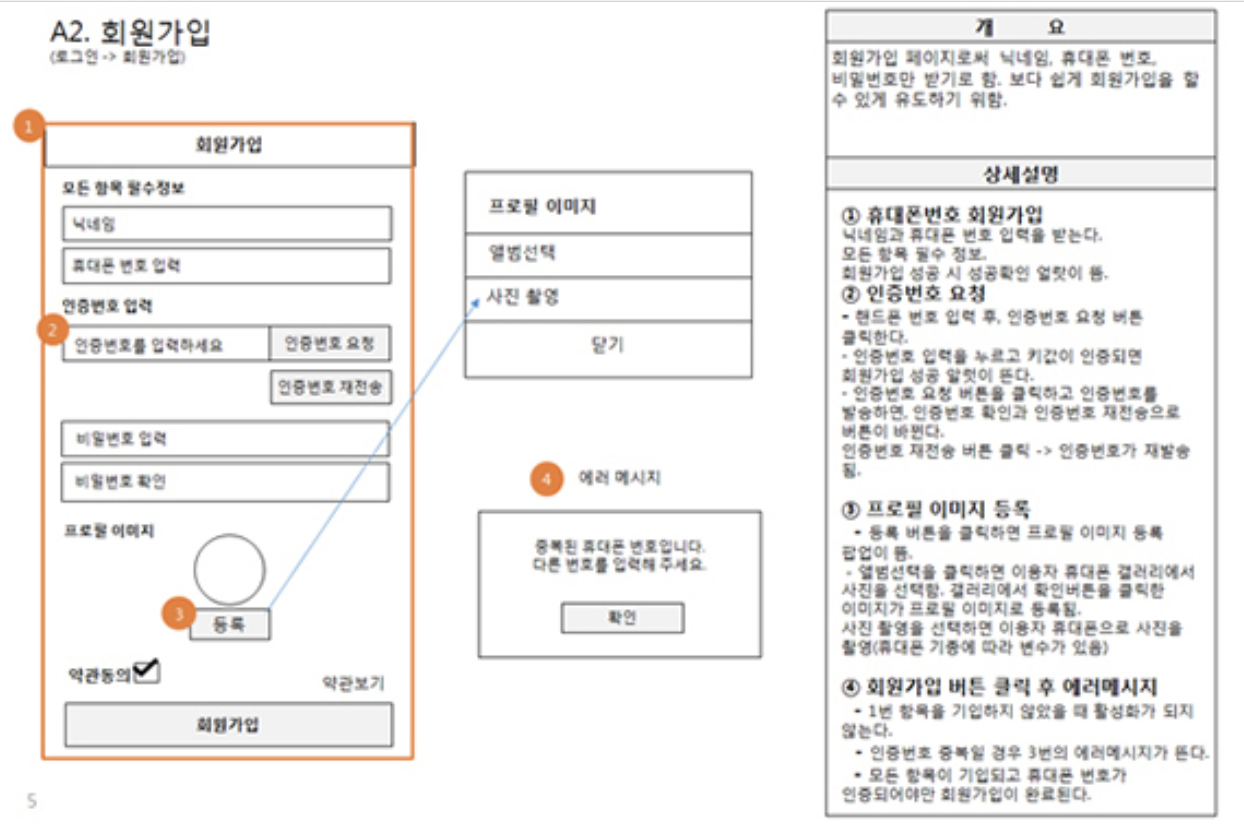 A2. 회원가입
(로그인 -> 회원가입)
1
회원가입
모든 항목 필수정보
닉네임
휴대폰 번호 입력
인증번호 입력
2
인증번호를 입력하세요
인증번호 요청
인증번호 재전송
비밀번호 입력
비밀번호 확인
프로필 이미지
3
등록
약관동의
약관보기
회원가입
5
프로필 이미지
앨범선택
사진 촬영
닫기
4 에러 메시지
중복된 휴대폰 번호입니다.
다른 번호를 입력해 주세요.
확인
개 요
회원가입 페이지로써 닉네임, 휴대폰 번호,
비밀번호만 받기로 함. 보다 쉽게 회원가입을 할
수 있게 유도하기 위함.
상세설명
① 휴대폰번호 회원가입
닉네임과 휴대폰 번호 입력을 받는다.
모든 항목 필수 정보.
회원가입 성공 시 성공확인 얼럿이 뜸.
② 인증번호 요청
- 핸드폰 번호 입력 후, 인증번호 요청 버튼
클릭한다.
- 인증번호 입력을 누르고 키값이 인증되면
회원가입 성공 알럿이 뜬다.
- 인증번호 요청 버튼을 클릭하고 인증번호를
발송하면, 인증번호 확인과 인증번호 재전송으로
버튼이 바뀐다.
인증번호 재전송 버튼 클릭 -> 인증번호가 재발송
됨.
③ 프로필 이미지 등록
- 등록 버튼을 클릭하면 프로필 이미지 등록
팝업이 뜸.
- 앨범선택을 클릭하면 이용자 휴대폰 갤러리에서
사진을 선택함. 갤러리에서 확인버튼을 클릭한
이미지가 프로필 이미지로 등록됨.
사진 촬영을 선택하면 이용자 휴대폰으로 사진을
촬영(휴대폰 기종에 따라 변수가 있음)
④ 회원가입 버튼 클릭 후 에러메시지
- 1번 항목을 기입하지 않았을 때 활성화가 되지
않는다.
- 인증번호 중복일 경우 3번의 에러메시지가 뜬다.
- 모든 항목이 기입되고 휴대폰 번호가
인증되어야만 회원가입이 완료된다.